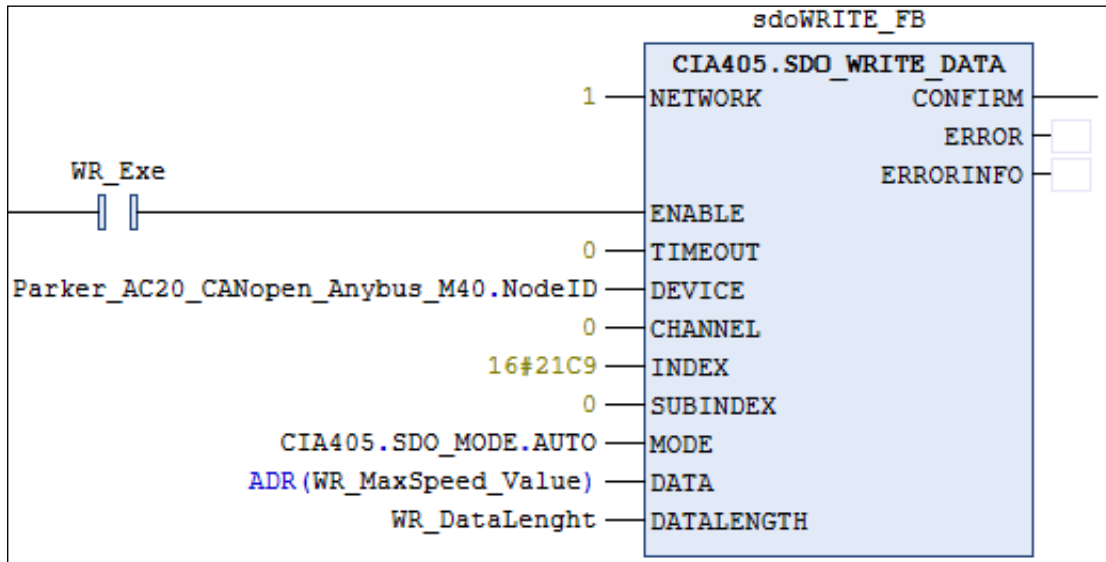 sdoWRITE_FB
CIA405.SDO_WRITE_DATA
1 NETWORK CONFIRM
ERROR
WR_Exe ERRORINFO
ENABLE
0 TIMEOUT
Parker_AC20_CANopen_Anybus_M40.NodeID DEVICE
0 CHANNEL
16#21C9 INDEX
0 SUBINDEX
CIA405.SDO_MODE.AUTO MODE
ADR(WR_MaxSpeed_Value) DATA
WR_DataLenght DATALENGTH